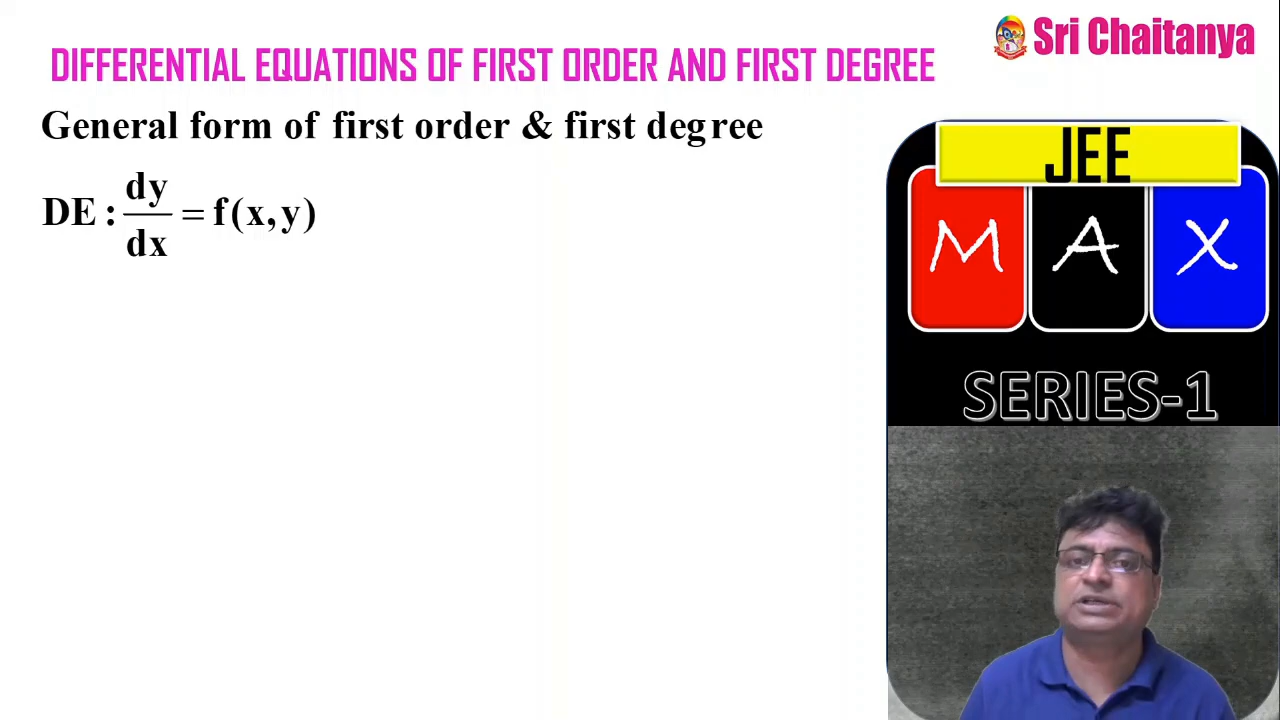 Sri Chaitanya
DIFFERENTIAL EQUATIONS OF FIRST ORDER AND FIRST DEGREE
General form of first order & first degree
DE : dy/dx = f(x,y)
JEE
M A X
SERIES-1